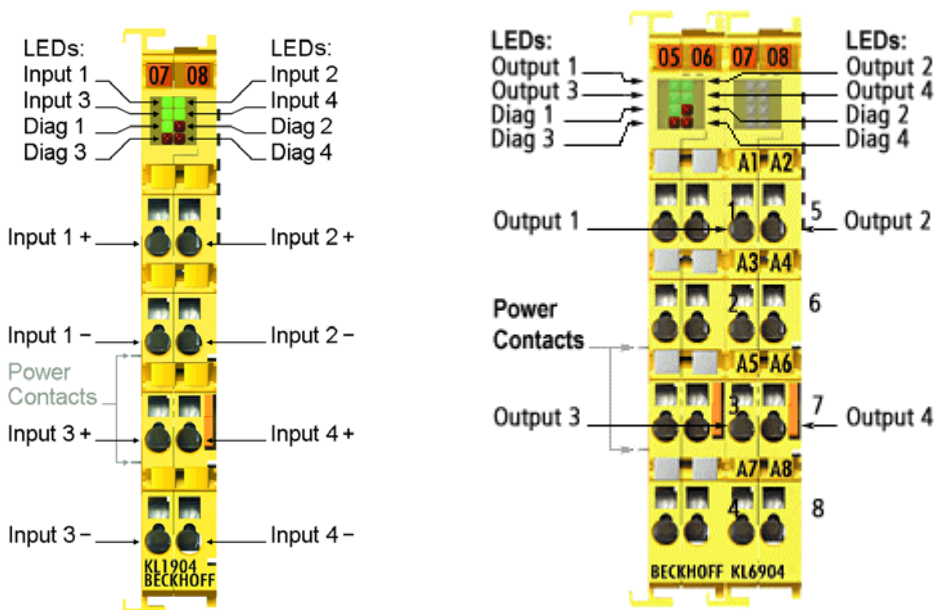 LEDs:
Input 1
Input 3
Diag 1
Diag 3
07 08
LEDs:
Input 2
Input 4
Diag 2
Diag 4
Input 1 +
Input 2 +
Input 1 –
Input 2 –
Power
Contacts
Input 3 +
Input 4 +
Input 3 –
Input 4 –
KL1904
BECKHOFF
LEDs:
Output 1
Output 3
Diag 1
Diag 3
05 06 07 08
LEDs:
Output 2
Output 4
Diag 2
Diag 4
A1 A2
Output 1
1
5
Output 2
A3 A4
Power
Contacts
2
6
A5 A6
Output 3
3
7
Output 4
A7 A8
4
8
BECKHOFF KL6904